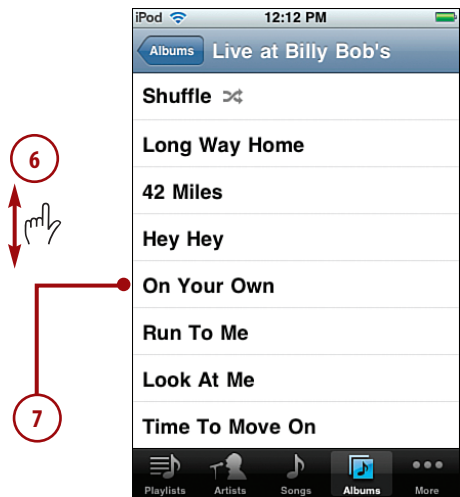 iPod 12:12 PM
Albums Live at Billy Bob's
Shuffle
Long Way Home
6
42 Miles
Hey Hey
On Your Own
Run To Me
Look At Me
7
Time To Move On
Playlists Artists Songs Albums More